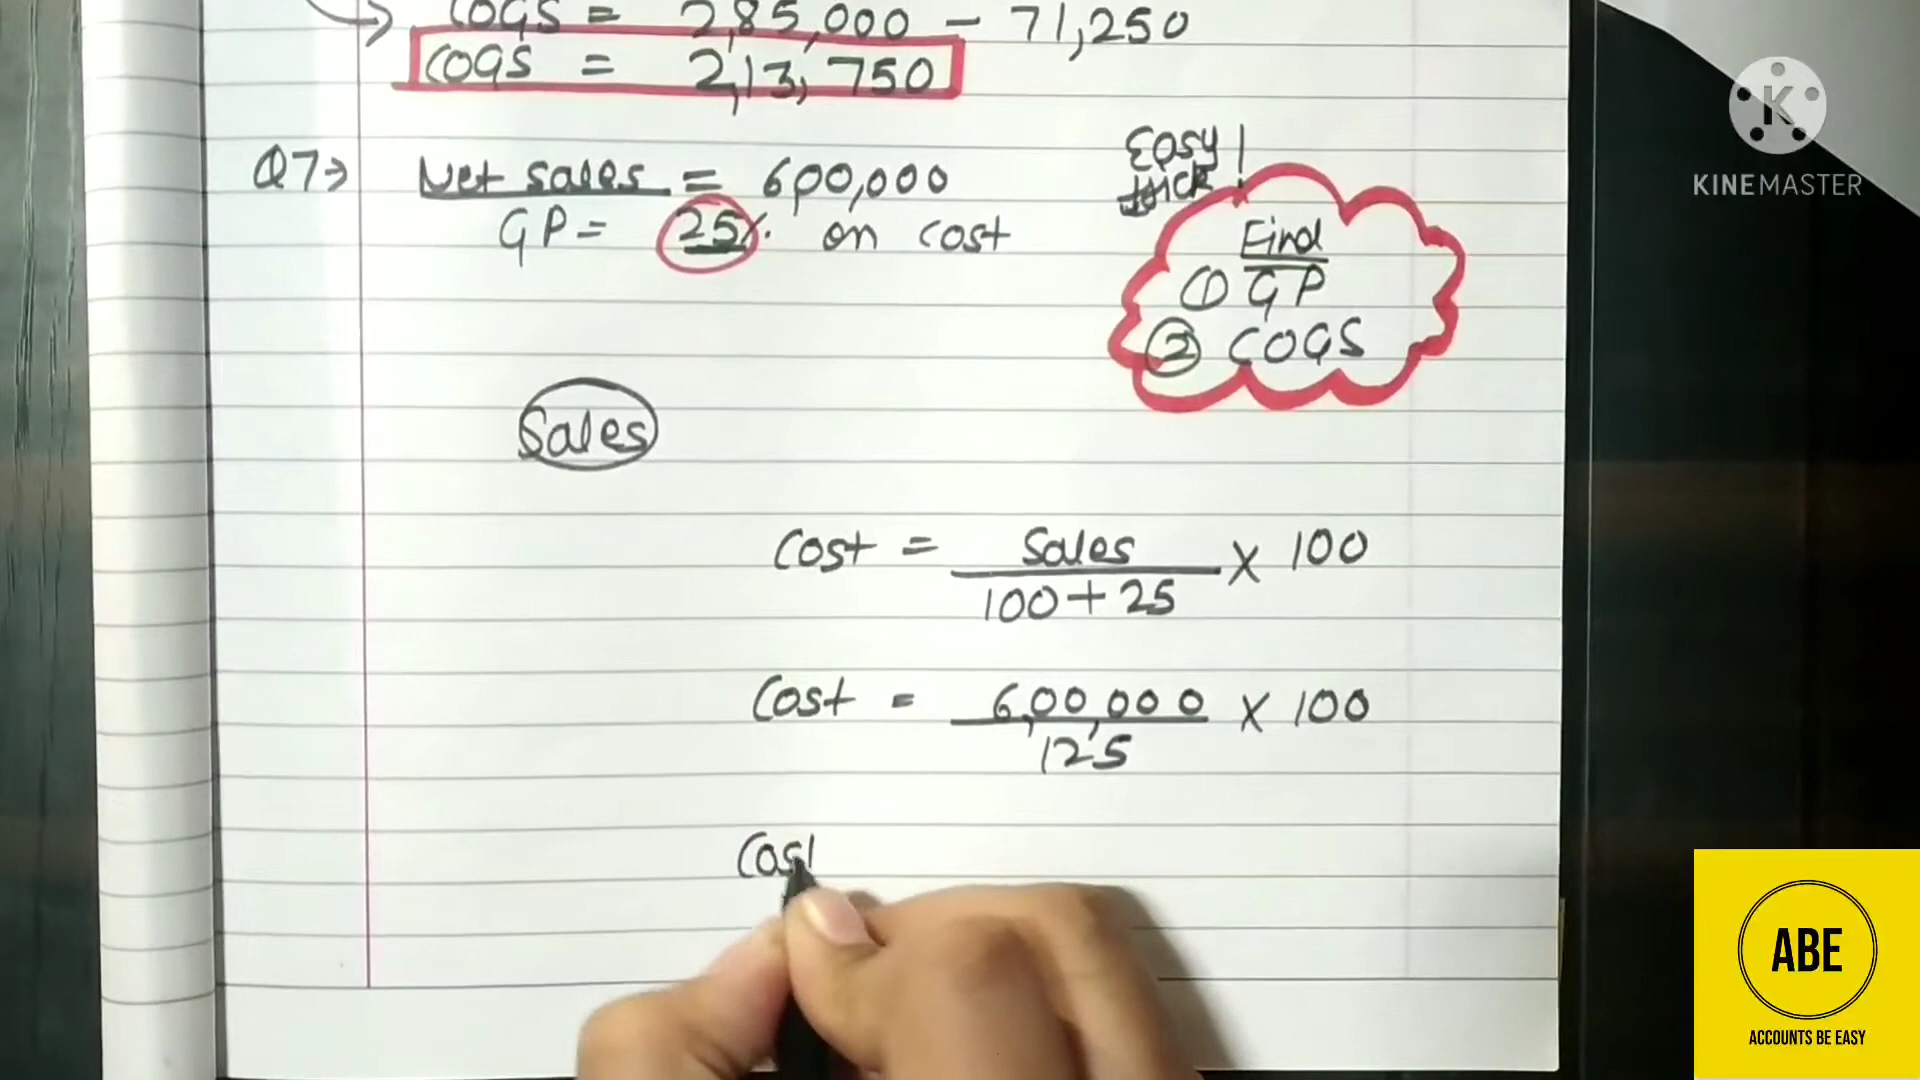 COGS = 2,85,000 - 71,250
COGS = 2,13,750
Q7⇒ Net sales = 600,000
GP = 25% on cost
Easy!
trick
Find
① GP
② COGS
Sales
Cost = Sales / 100 + 25 X 100
Cost = 6,00,000 / 125 X 100
Cost
K
KINEMASTER
ABE
ACCOUNTS BE EASY